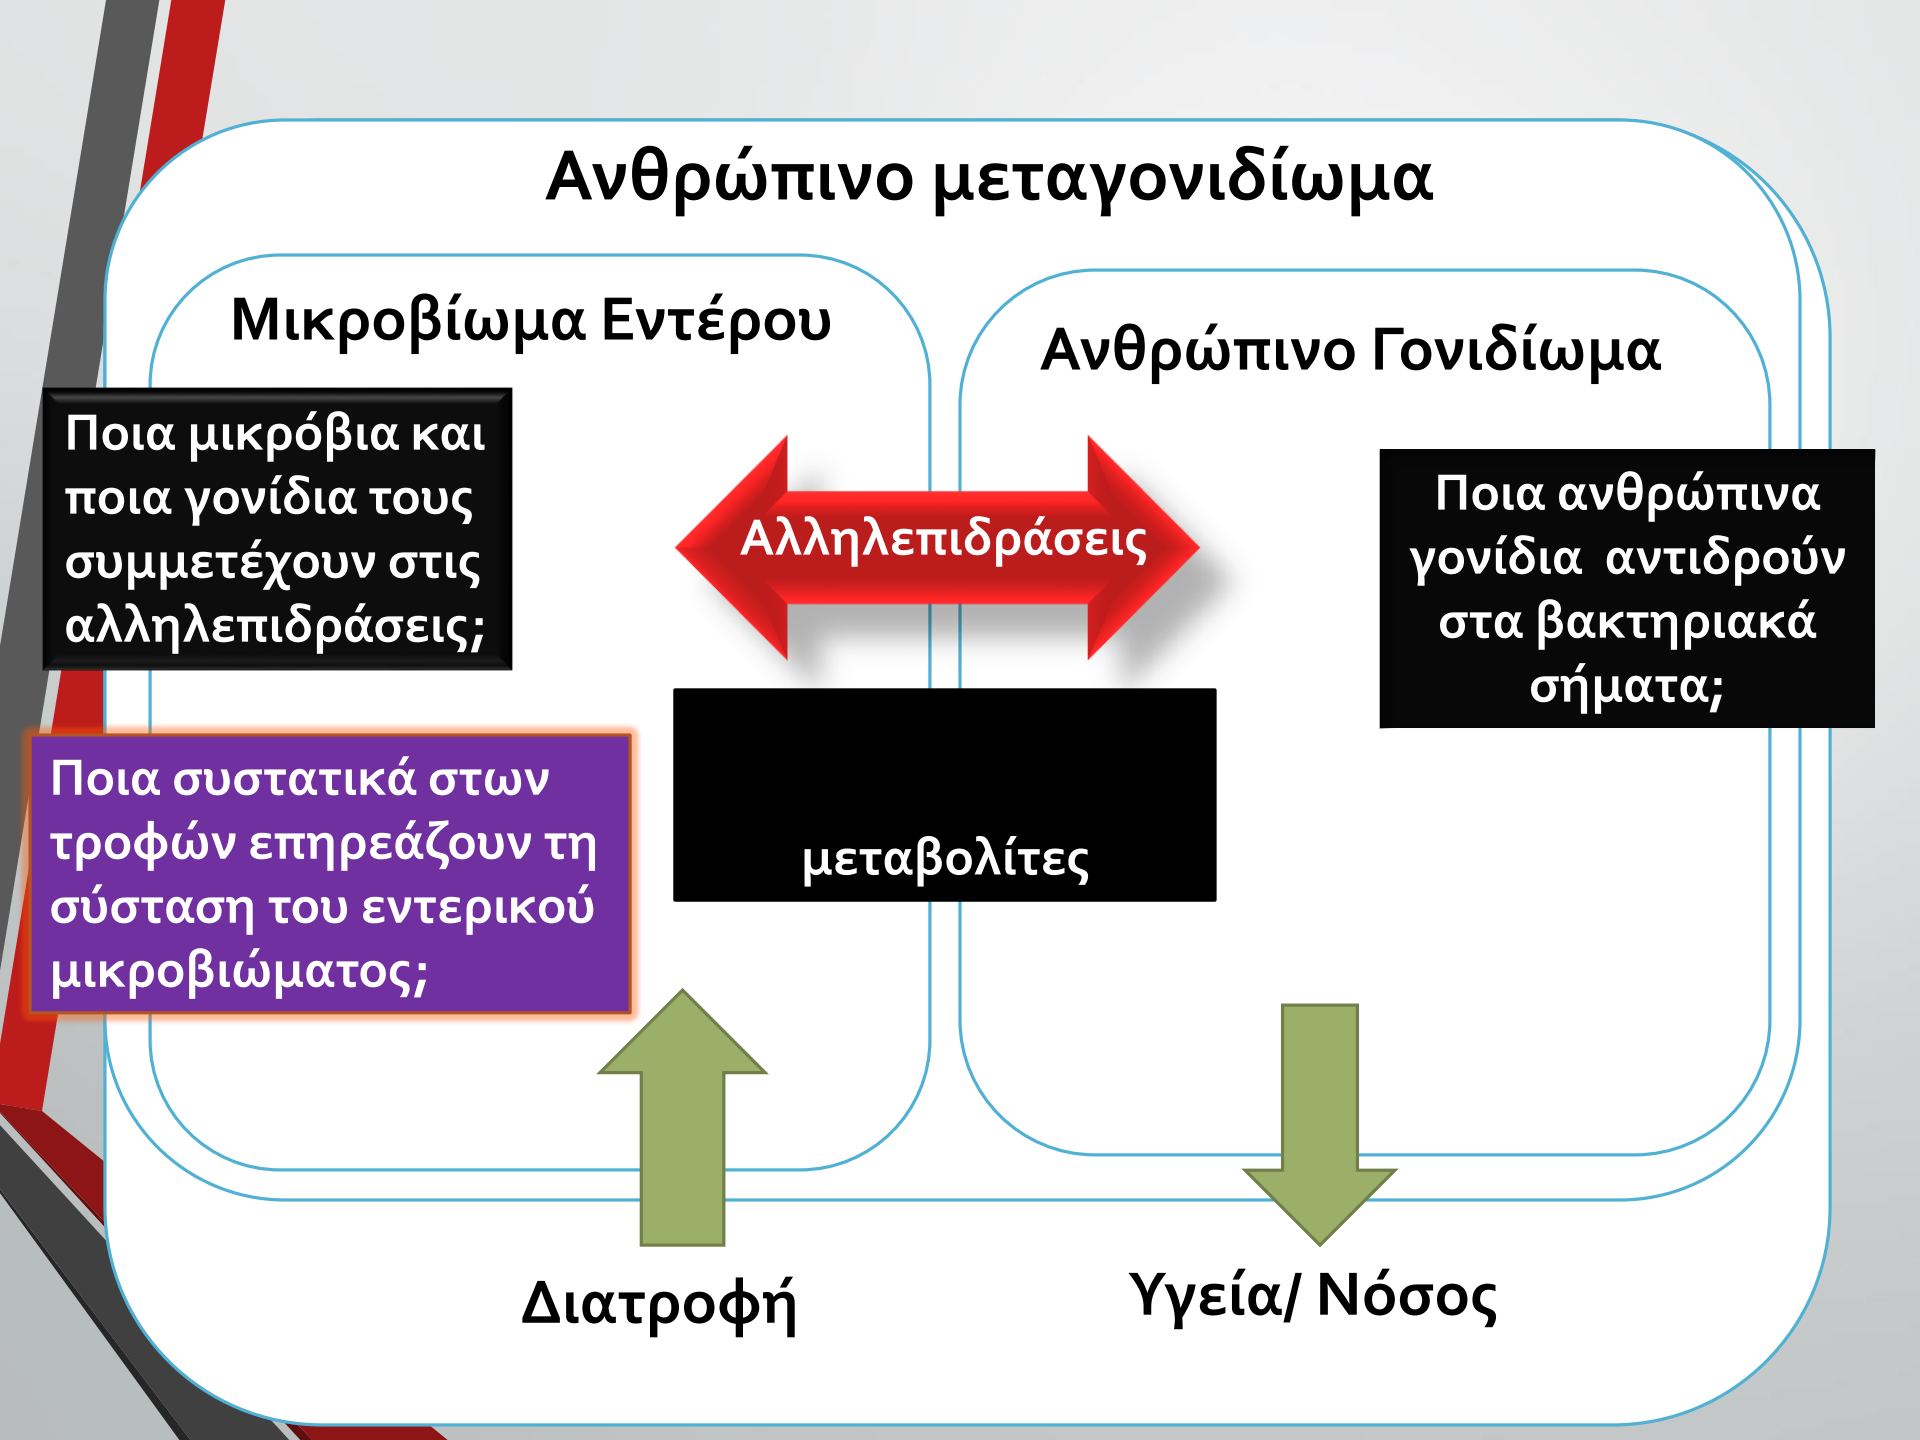 Ανθρώπινο μεταγονιδίωμα
Μικροβίωμα Εντέρου
Ανθρώπινο Γονιδίωμα
Ποια μικρόβια και
ποια γονίδια τους
συμμετέχουν στις
αλληλεπιδράσεις;
Αλληλεπιδράσεις
Ποια ανθρώπινα
γονίδια αντιδρούν
στα βακτηριακά
σήματα;
μεταβολίτες
Ποια συστατικά στων
τροφών επηρεάζουν τη
σύσταση του εντερικού
μικροβιώματος;
Διατροφή
Υγεία/ Νόσος